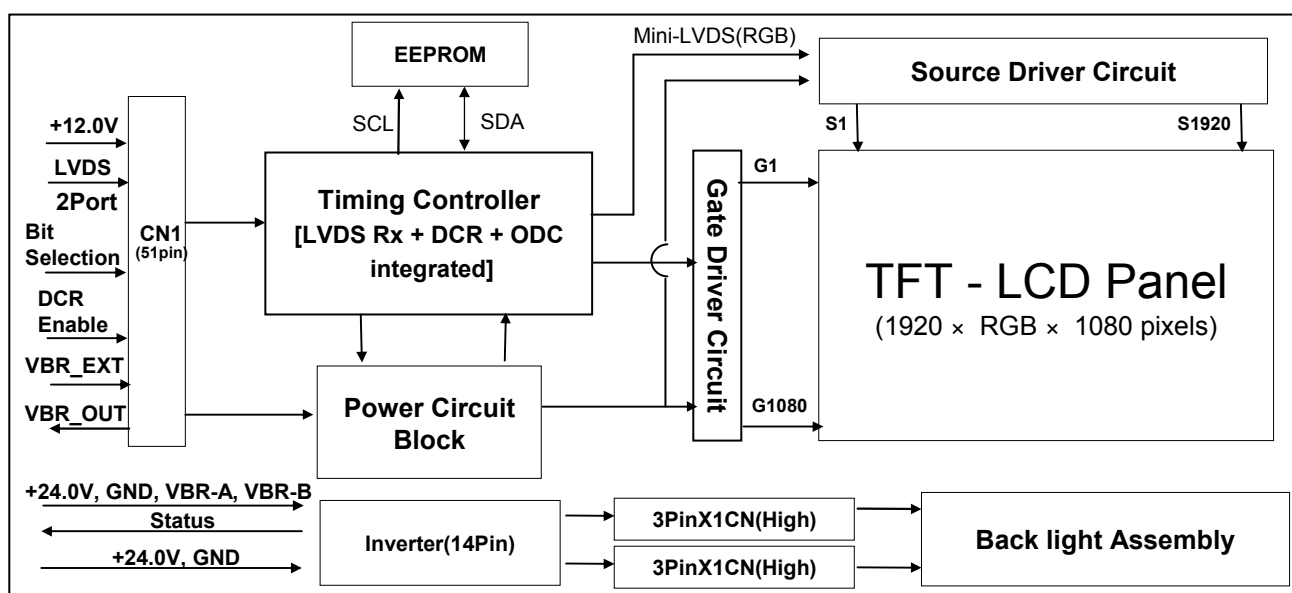 Mini-LVDS(RGB)
EEPROM
Source Driver Circuit
SCL
SDA
S1
S1920
+12.0V
LVDS
2Port
Bit
Selection
DCR
Enable
VBR_EXT
VBR_OUT
CN1
(51pin)
Timing Controller
[LVDS Rx + DCR + ODC
integrated]
Gate Driver Circuit
G1
G1080
TFT - LCD Panel
(1920 × RGB × 1080 pixels)
Power Circuit
Block
+24.0V, GND, VBR-A, VBR-B
Status
+24.0V, GND
Inverter(14Pin)
3PinX1CN(High)
3PinX1CN(High)
Back light Assembly